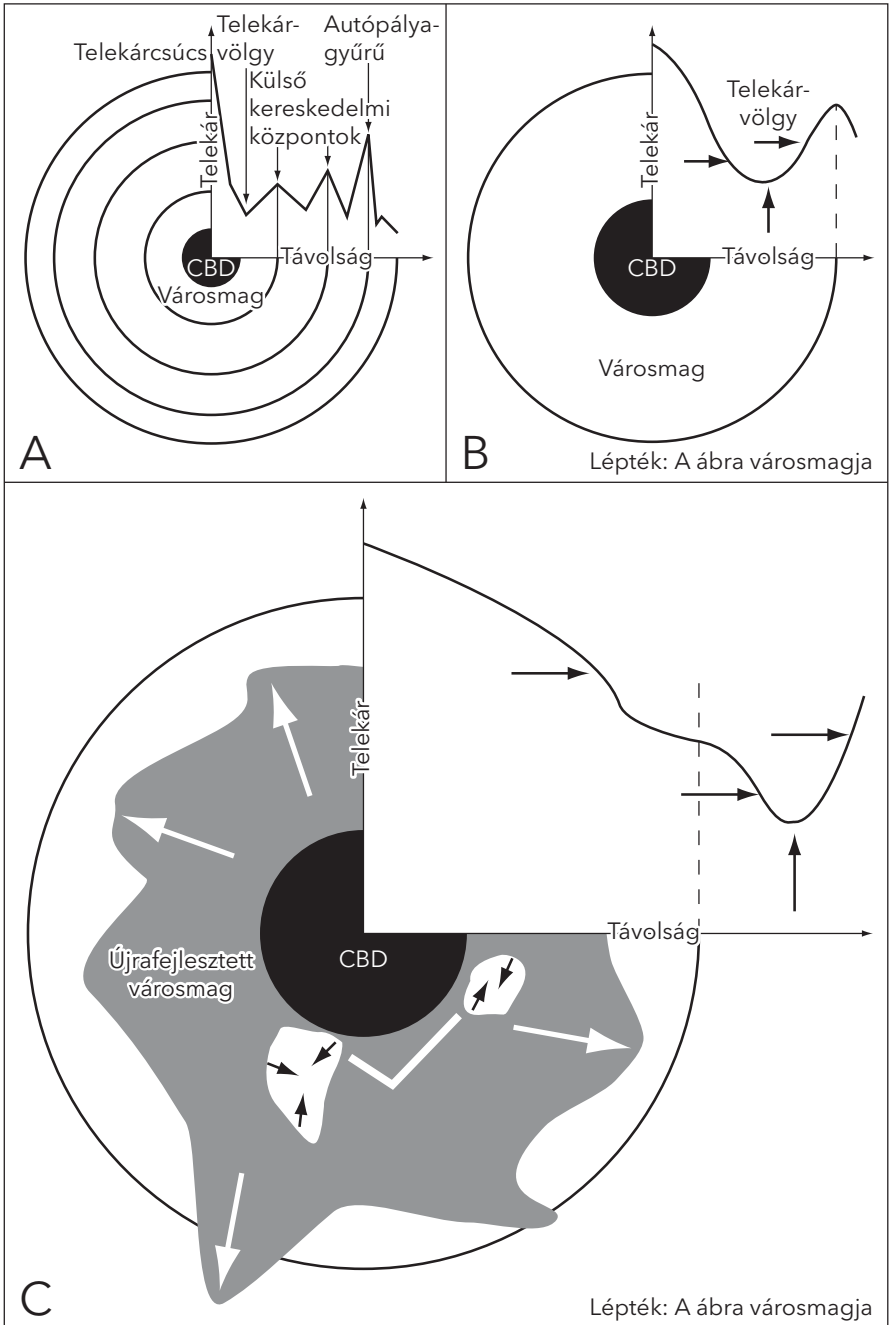 Telekárcsúcs
Telekár-
völgy
Autópálya-
gyűrű
Külső
kereskedelmi
központok
Telekár
Távolság
CBD
Városmag
A
Telekár-
völgy
Telekár
Távolság
CBD
Városmag
B
Lépték: A ábra városmagja
Telekár
Távolság
CBD
Újrafejlesztett
városmag
C
Lépték: A ábra városmagja